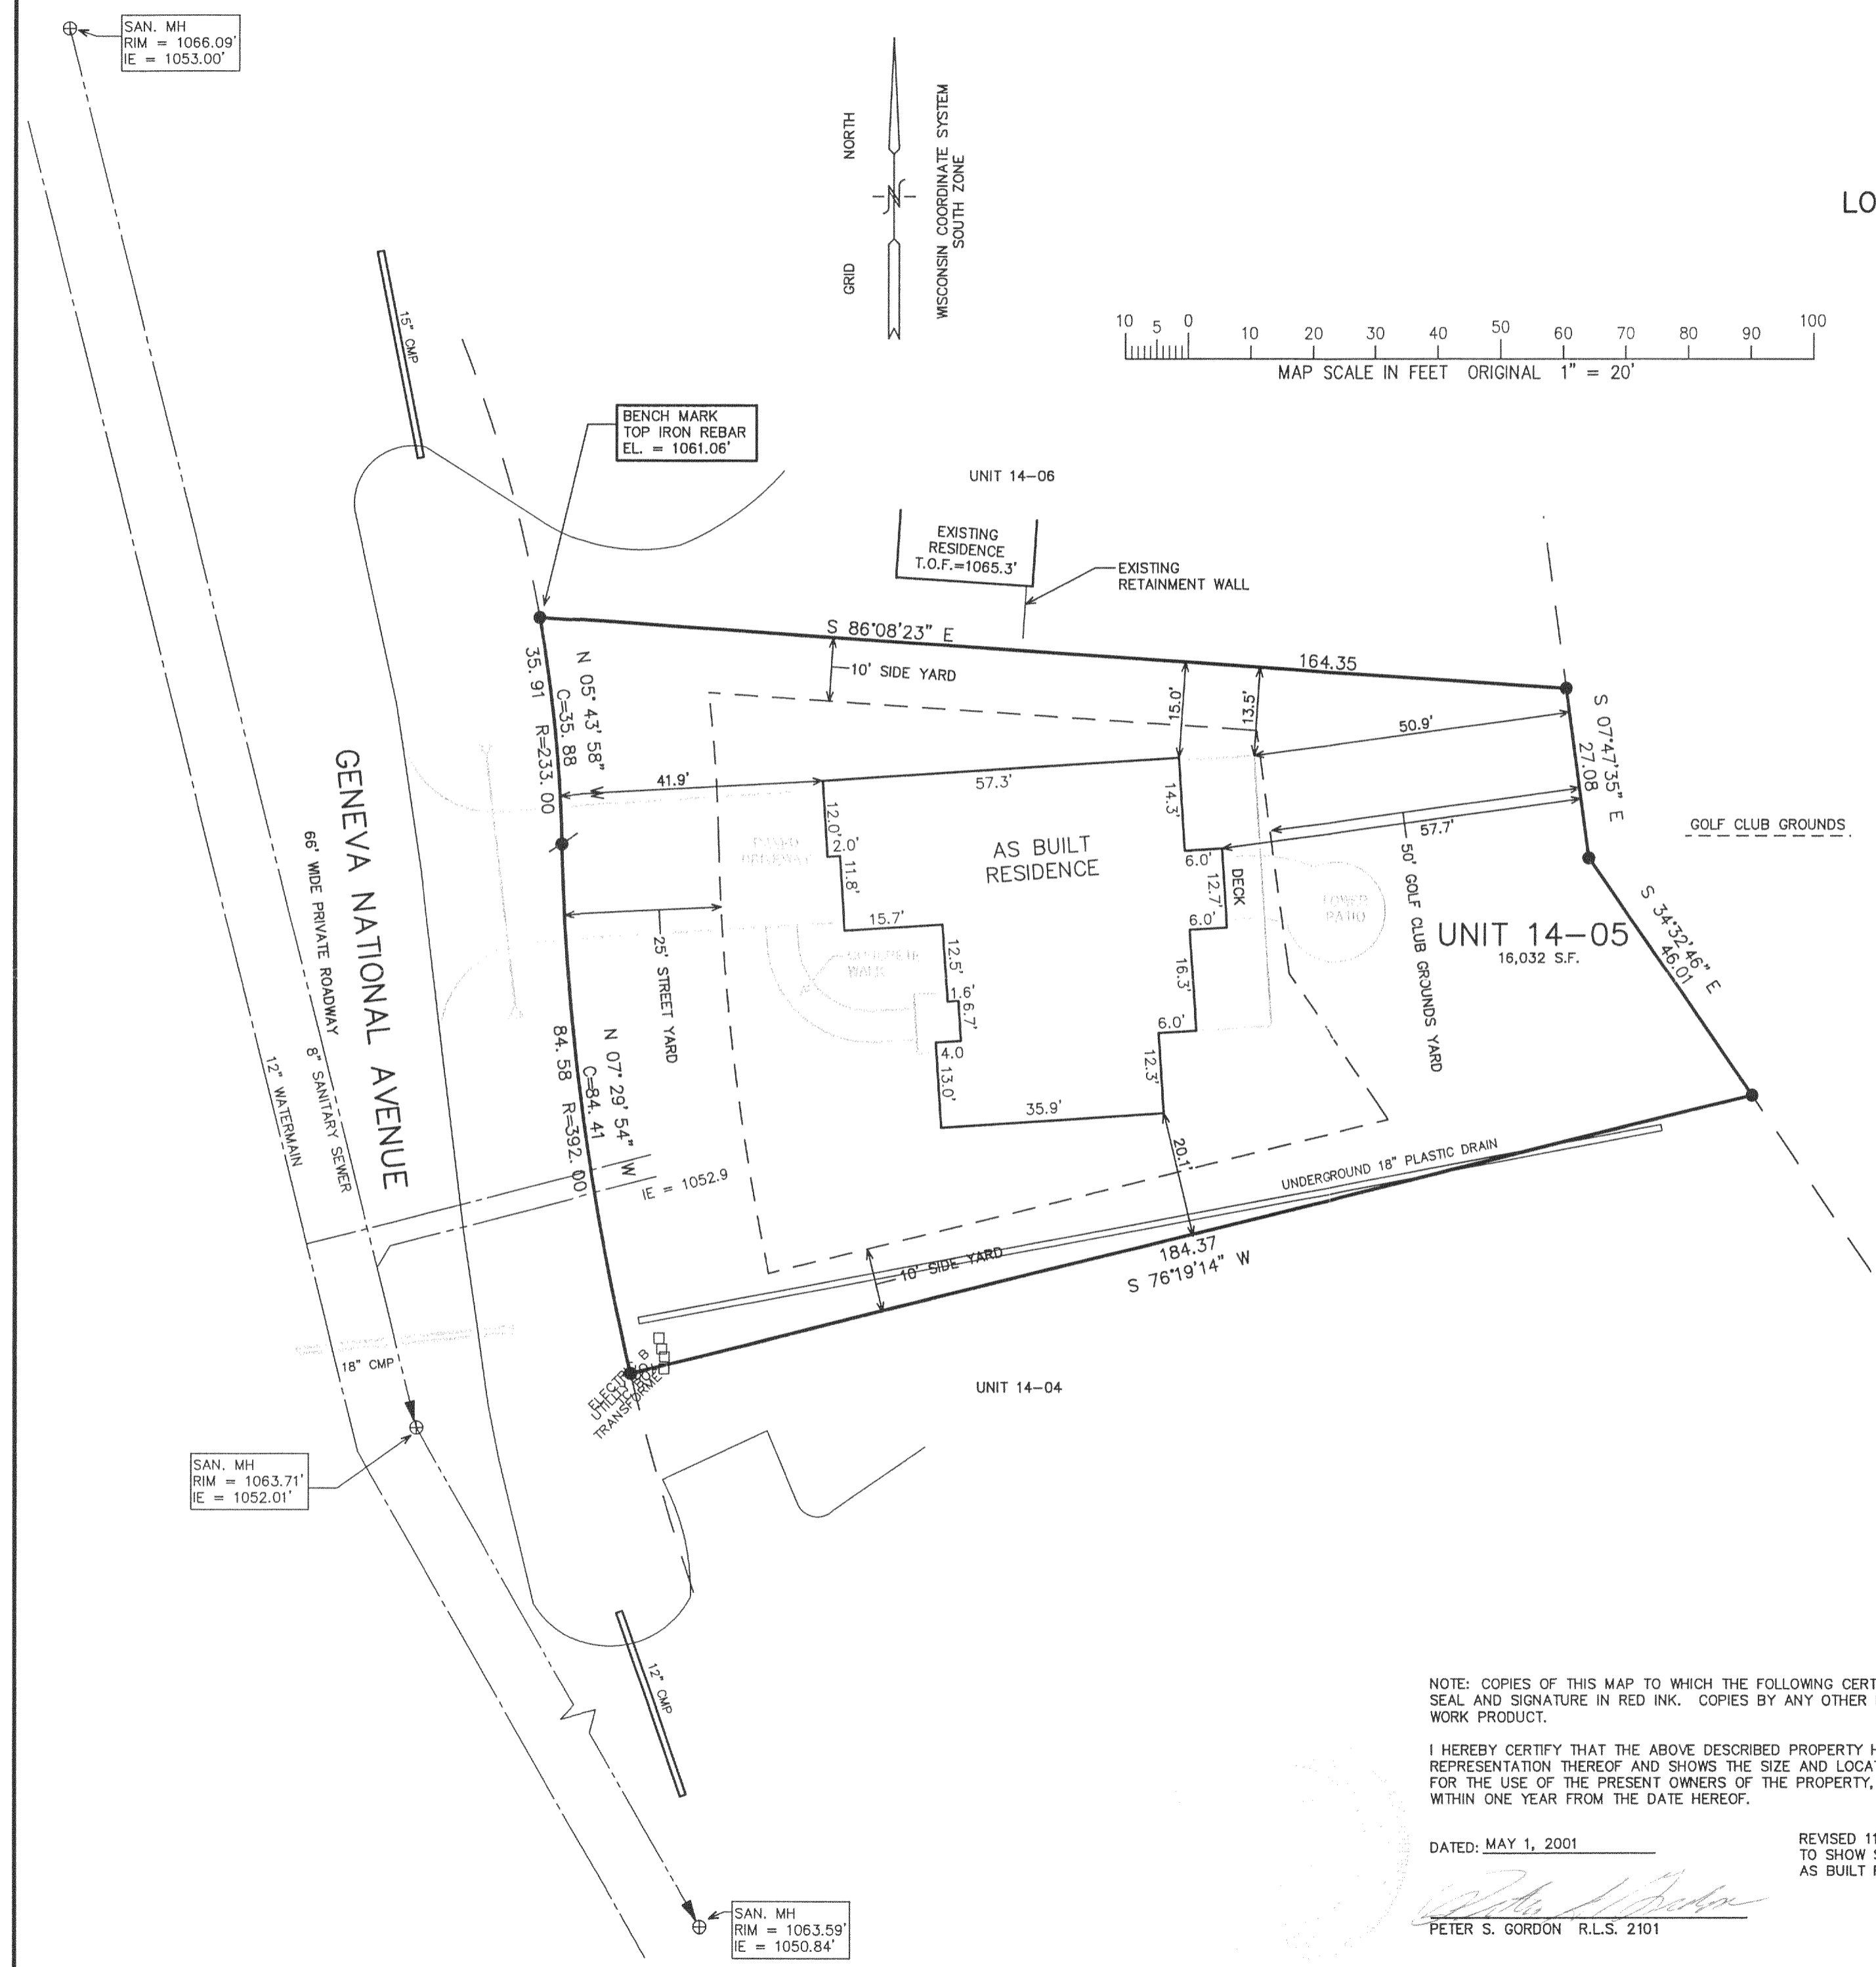 SAN. MH
RIM = 1066.09'
IE = 1053.00'
NORTH
GRID
WISCONSIN COORDINATE SYSTEM
SOUTH ZONE
LO
10 5 0 10 20 30 40 50 60 70 80 90 100
MAP SCALE IN FEET ORIGINAL 1" = 20'
15" CMP
BENCH MARK
TOP IRON REBAR
EL. = 1061.06'
UNIT 14-06
EXISTING
RESIDENCE
T.O.F.=1065.3'
EXISTING
RETAINMENT WALL
S 86°08'23" E
164.35
10' SIDE YARD
15.0'
13.5'
50.9'
S 07°47'35" E
27.08
N 05° 43' 58" W
C=35. 88
35. 91 R=233. 00
41.9'
57.3'
14.3'
57.7'
GOLF CLUB GROUNDS
12.0'
2.0'
11.8'
AS BUILT
RESIDENCE
6.0'
12.7'
DECK
6.0'
PAVED
DRIVEWAY
LOWER
PATIO
15.7'
12.5'
CONCRETE
WALK
1.6'
6.7'
4.0
13.0'
16.3'
6.0'
12.3'
35.9'
20.1'
50' GOLF CLUB GROUNDS YARD
UNIT 14-05
16,032 S.F.
S 34°32'46" E
46.01
GENEVA NATIONAL AVENUE
66' WIDE PRIVATE ROADWAY
8" SANITARY SEWER
12" WATERMAIN
25' STREET YARD
N 07° 29' 54" W
C=84. 41
84. 58 R=392. 00
IE = 1052.9
UNDERGROUND 18" PLASTIC DRAIN
10' SIDE YARD
184.37
S 76°19'14" W
18" CMP
UNIT 14-04
SAN. MH
RIM = 1063.71'
IE = 1052.01'
12" CMP
SAN. MH
RIM = 1063.59'
IE = 1050.84'
NOTE: COPIES OF THIS MAP TO WHICH THE FOLLOWING CERT
SEAL AND SIGNATURE IN RED INK. COPIES BY ANY OTHER
WORK PRODUCT.
I HEREBY CERTIFY THAT THE ABOVE DESCRIBED PROPERTY H
REPRESENTATION THEREOF AND SHOWS THE SIZE AND LOCA
FOR THE USE OF THE PRESENT OWNERS OF THE PROPERTY,
WITHIN ONE YEAR FROM THE DATE HEREOF.
DATED: MAY 1, 2001
REVISED 11
TO SHOW
AS BUILT
PETER S. GORDON R.L.S. 2101